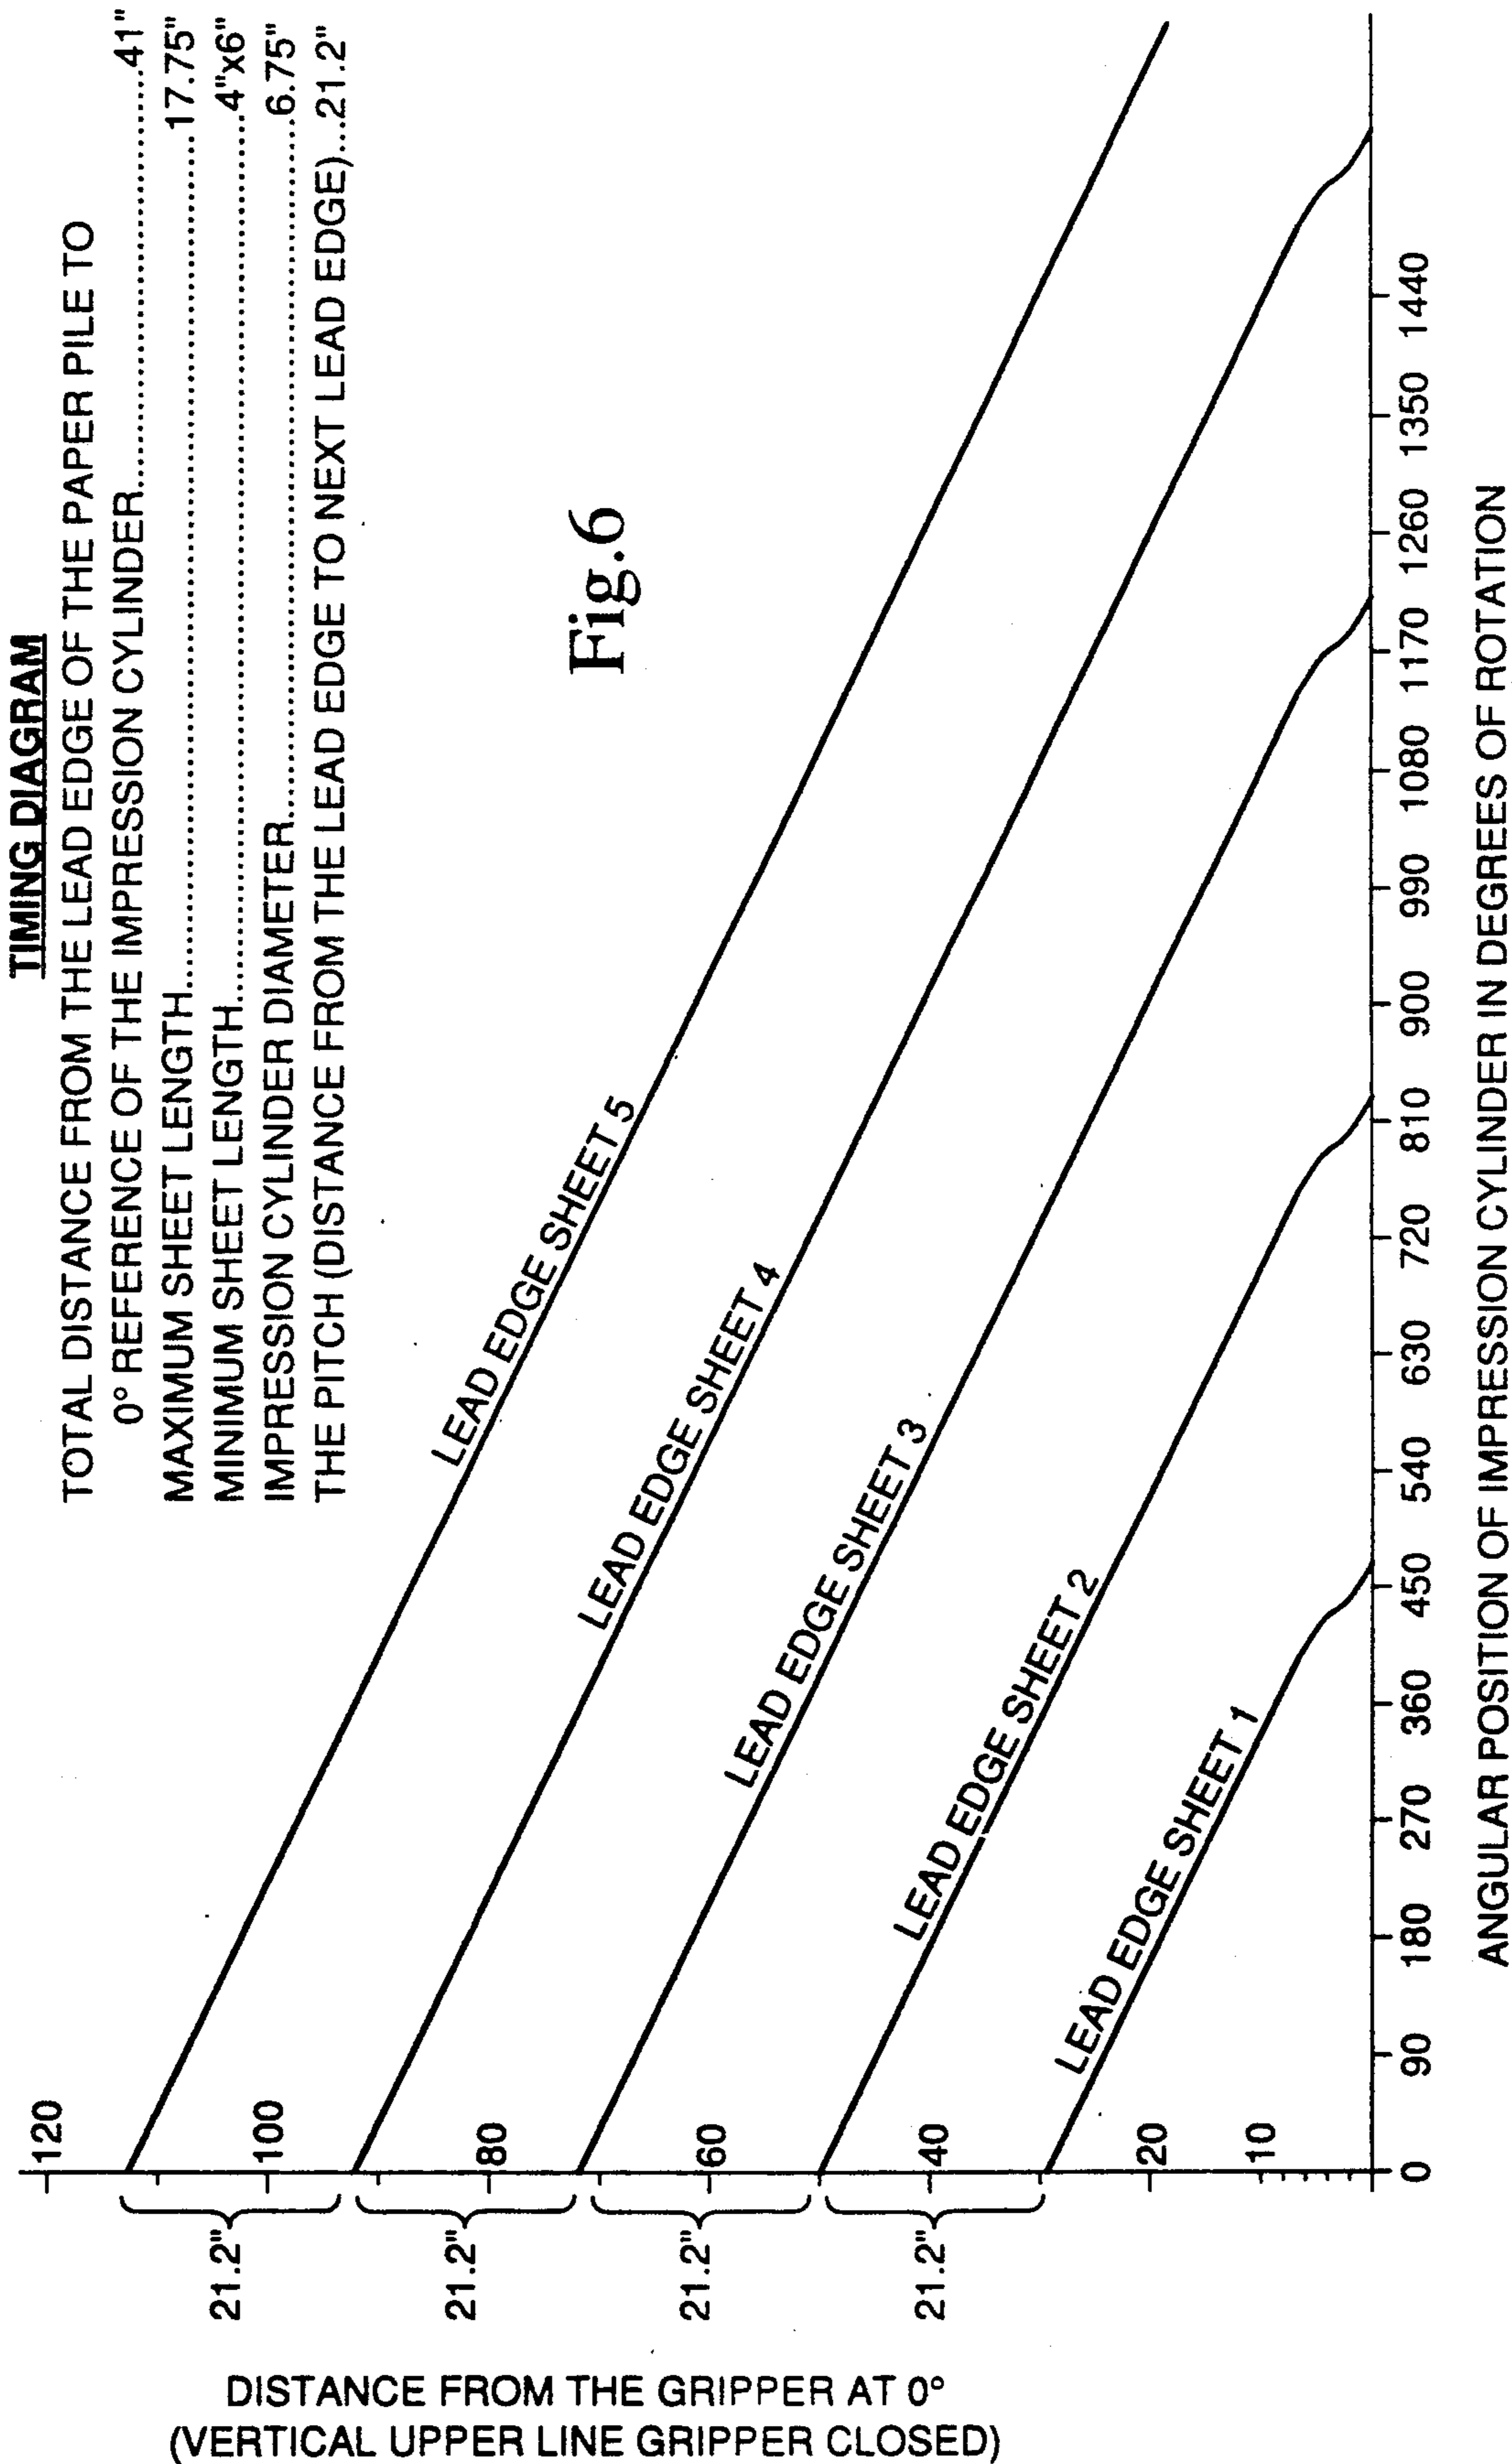 TIMING DIAGRAM
TOTAL DISTANCE FROM THE LEAD EDGE OF THE PAPER PILE TO
0° REFERENCE OF THE IMPRESSION CYLINDER............................41"
MAXIMUM SHEET LENGTH............................17.75"
MINIMUM SHEET LENGTH............................4"x6"
IMPRESSION CYLINDER DIAMETER............................6.75"
THE PITCH (DISTANCE FROM THE LEAD EDGE TO NEXT LEAD EDGE)...21.2"
Fig.6
LEAD EDGE SHEET 5
LEAD EDGE SHEET 4
LEAD EDGE SHEET 3
LEAD EDGE SHEET 2
LEAD EDGE SHEET 1
120
100
80
60
40
20
10
0
21.2"
21.2"
21.2"
21.2"
DISTANCE FROM THE GRIPPER AT 0°
(VERTICAL UPPER LINE GRIPPER CLOSED)
90 180 270 360 450 540 630 720 810 900 990 1080 1170 1260 1350 1440
ANGULAR POSITION OF IMPRESSION CYLINDER IN DEGREES OF ROTATION